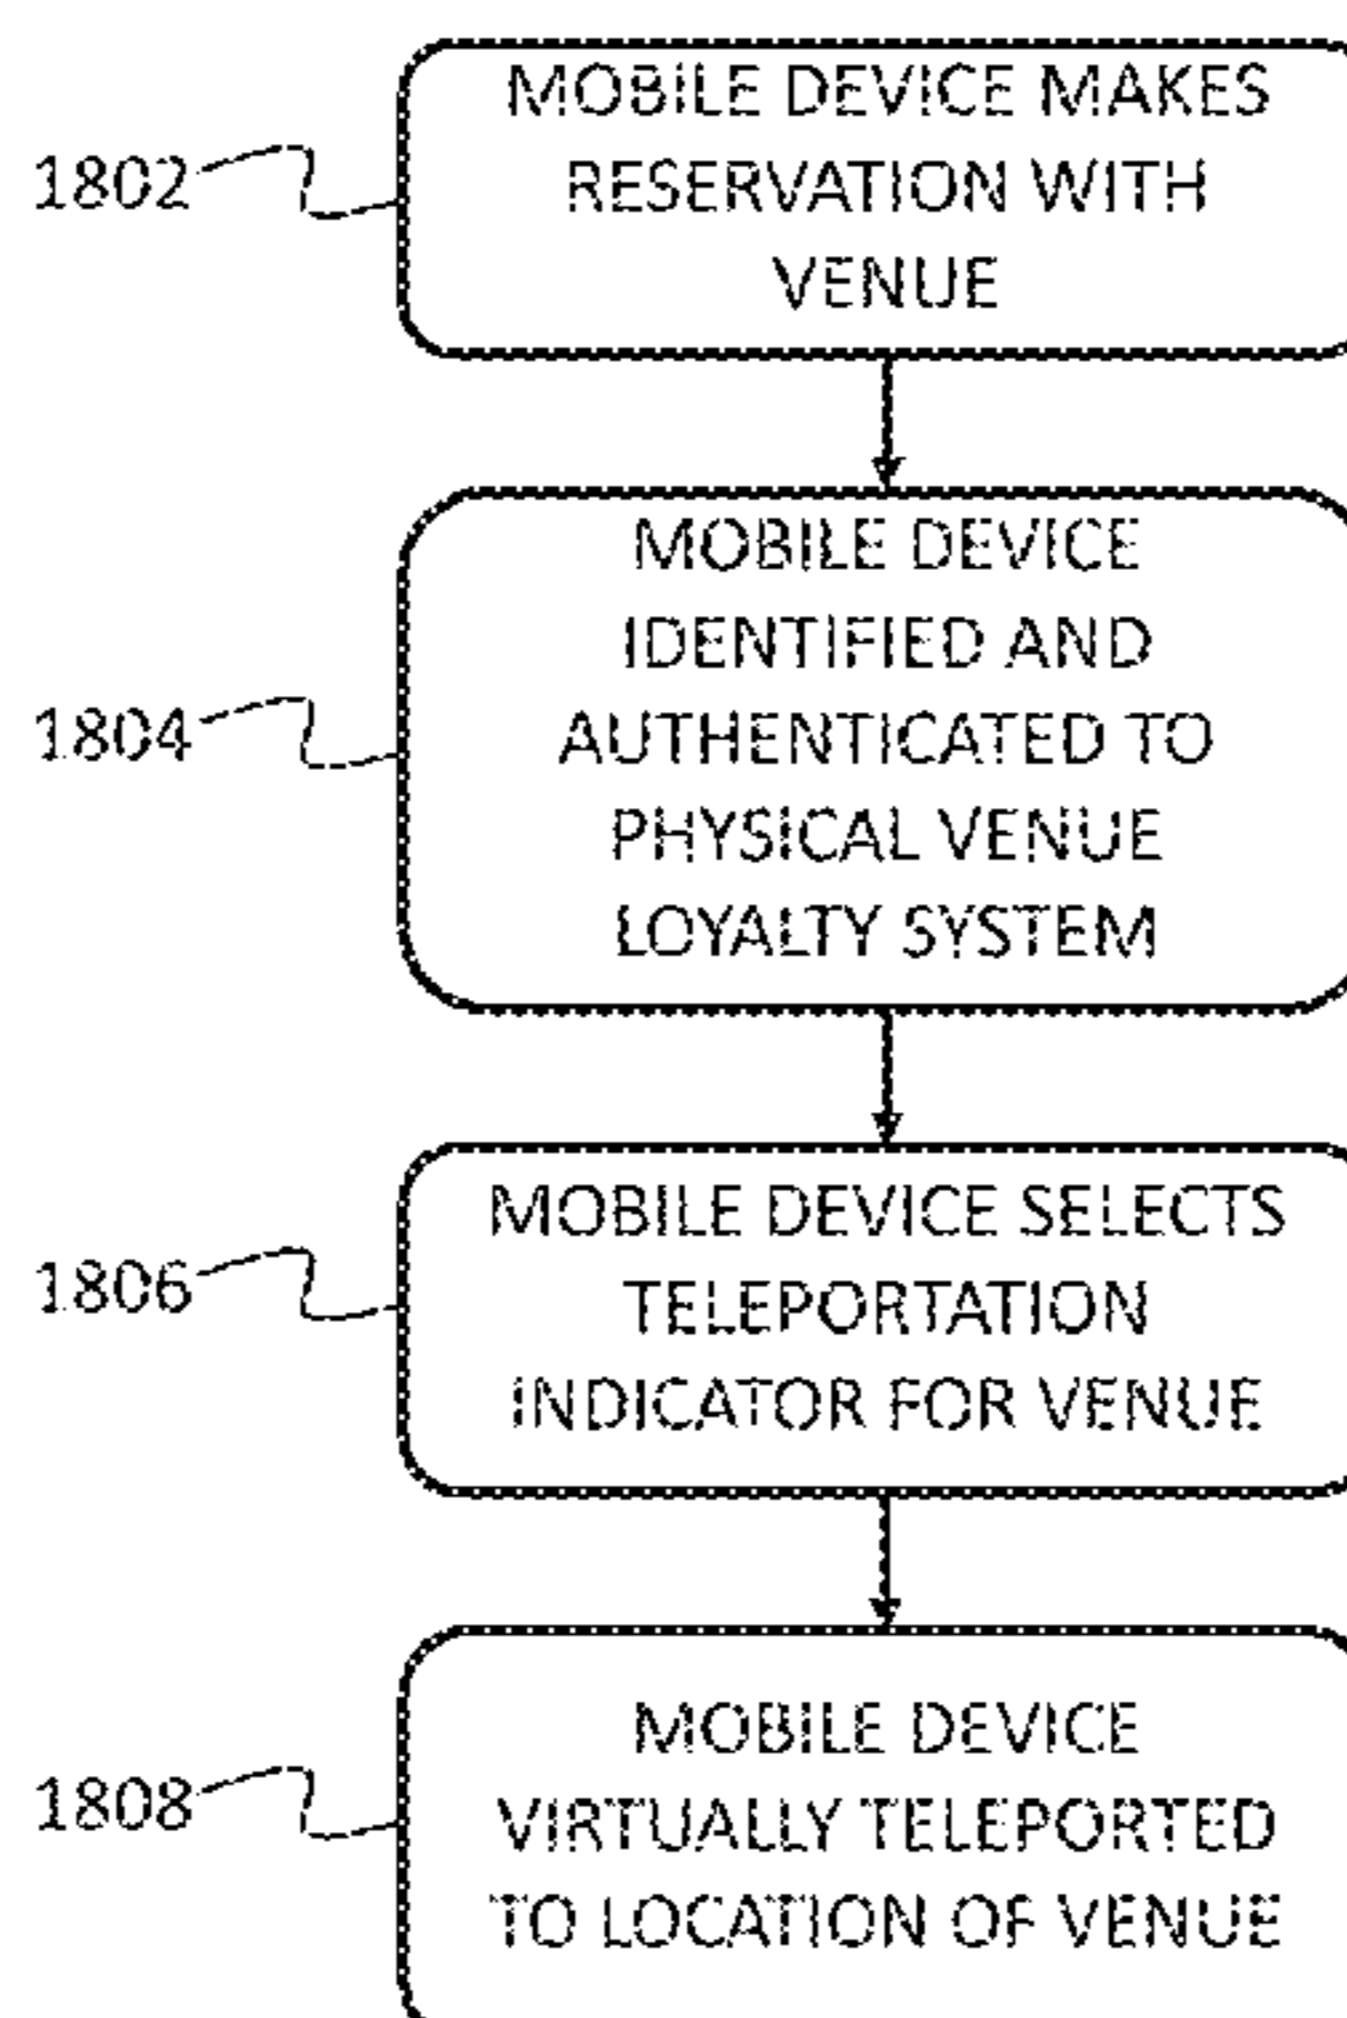 MOBILE DEVICE MAKES
1802
RESERVATION WITH
VENUE
MOBILE DEVICE
IDENTIFIED AND
1804
AUTHENTICATED TO
PHYSICAL VENUE
LOYALTY SYSTEM
MOBILE DEVICE SELECTS
1806
TELEPORTATION
INDICATOR FOR VENUE
MOBILE DEVICE
1808
VIRTUALLY TELEPORTED
TO LOCATION OF VENUE